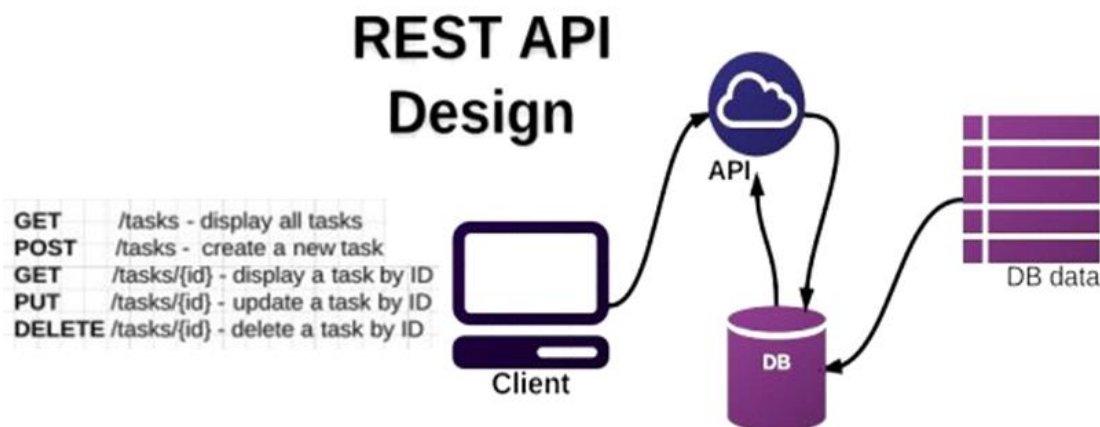 REST API
Design
GET /tasks - display all tasks
POST /tasks - create a new task
GET /tasks/{id} - display a task by ID
PUT /tasks/{id} - update a task by ID
DELETE /tasks/{id} - delete a task by ID
Client
API
DB
DB data